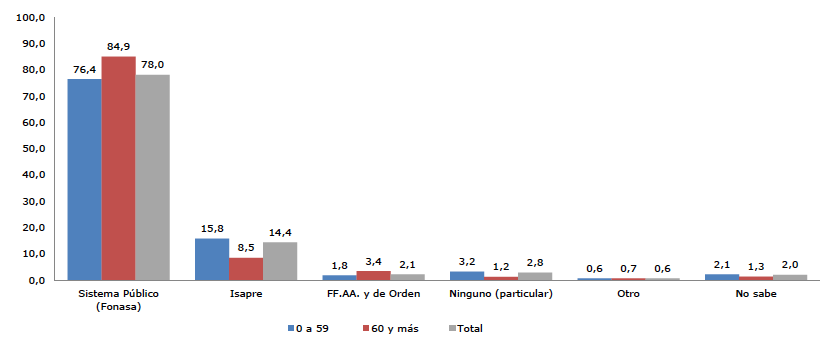 100,0
90,0
80,0
70,0
60,0
50,0
40,0
30,0
20,0
10,0
0,0
76,4 84,9 78,0
15,8 8,5 14,4
1,8 3,4 2,1
3,2 1,2 2,8
0,6 0,7 0,6
2,1 1,3 2,0
Sistema Público
(Fonasa)
Isapre
FF.AA. y de Orden
Ninguno (particular)
Otro
No sabe
0 a 59 60 y más Total